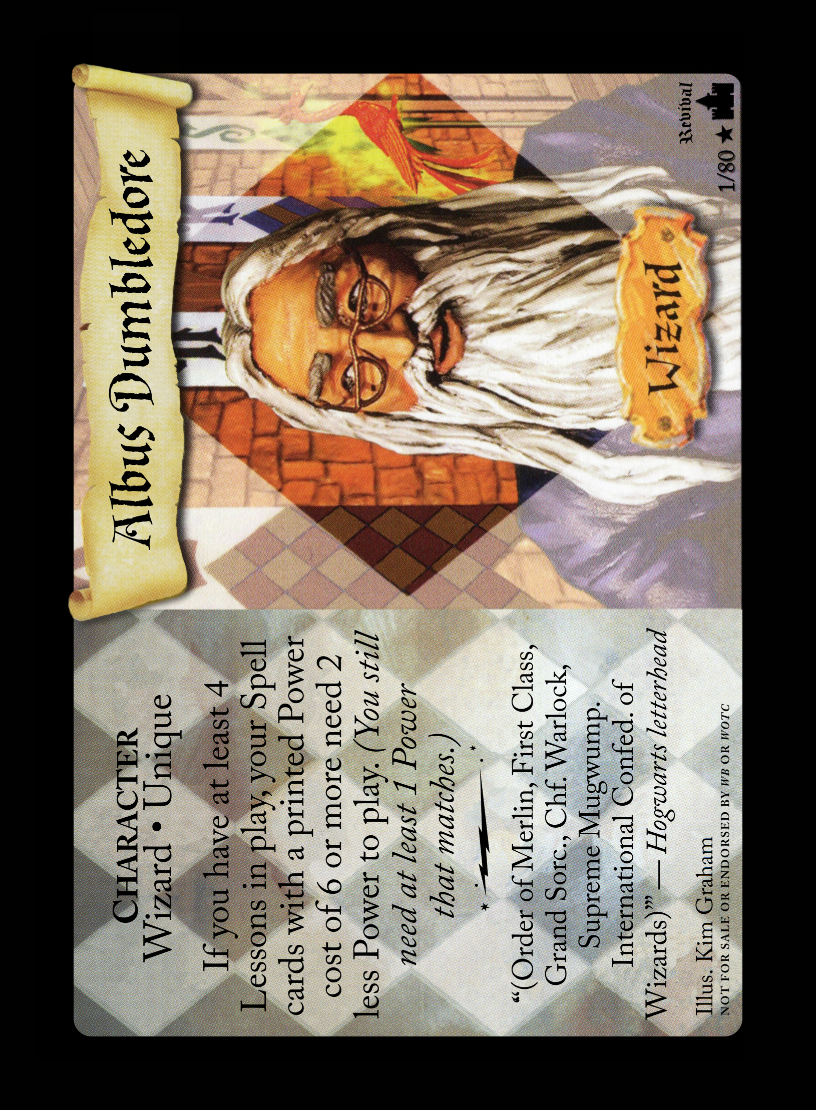 Albus Dumbledore
CHARACTER
Wizard • Unique
If you have at least 4
Lessons in play, your Spell
cards with a printed Power
cost of 6 or more need 2
less Power to play. (You still
need at least 1 Power
that matches.)
“(Order of Merlin, First Class,
Grand Sorc., Chf. Warlock,
Supreme Mugwump.
International Confed. of
Wizards)”’ — Hogwarts letterhead
Illus. Kim Graham
NOT FOR SALE OR ENDORSED BY WB OR WOTC
Wizard
Revival
1/80 ★